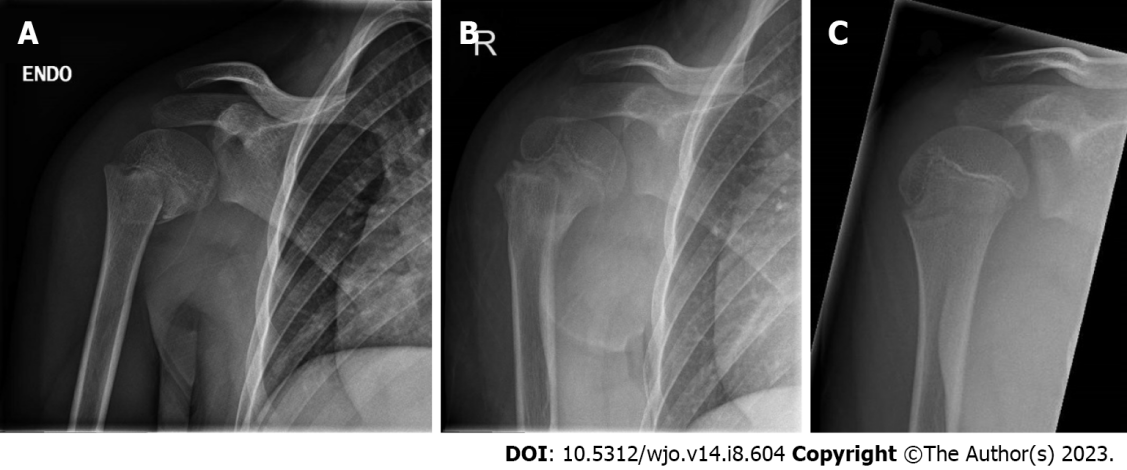 A
ENDO
B
R
C
DOI: 10.5312/wjo.v14.i8.604 Copyright ©The Author(s) 2023.